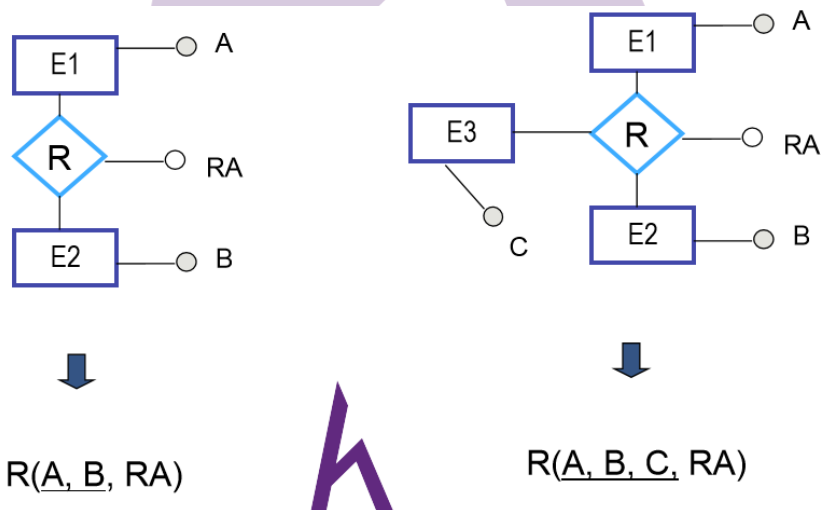 E1
A
R
RA
E2
B
R(A, B, RA)
E1
A
E3
R
RA
C
E2
B
R(A, B, C, RA)